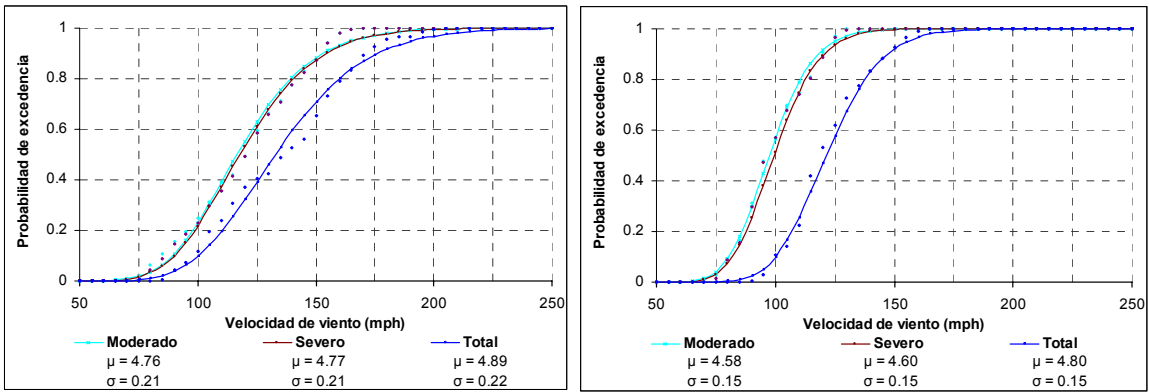 Probabilidad de excedencia
1
0.8
0.6
0.4
0.2
0
50 100 150 200 250
Velocidad de viento (mph)
Moderado Severo Total
μ = 4.76 μ = 4.77 μ = 4.89
σ = 0.21 σ = 0.21 σ = 0.22
Probabilidad de excedencia
1
0.8
0.6
0.4
0.2
0
50 100 150 200 250
Velocidad de viento (mph)
Moderado Severo Total
μ = 4.58 μ = 4.60 μ = 4.80
σ = 0.15 σ = 0.15 σ = 0.15